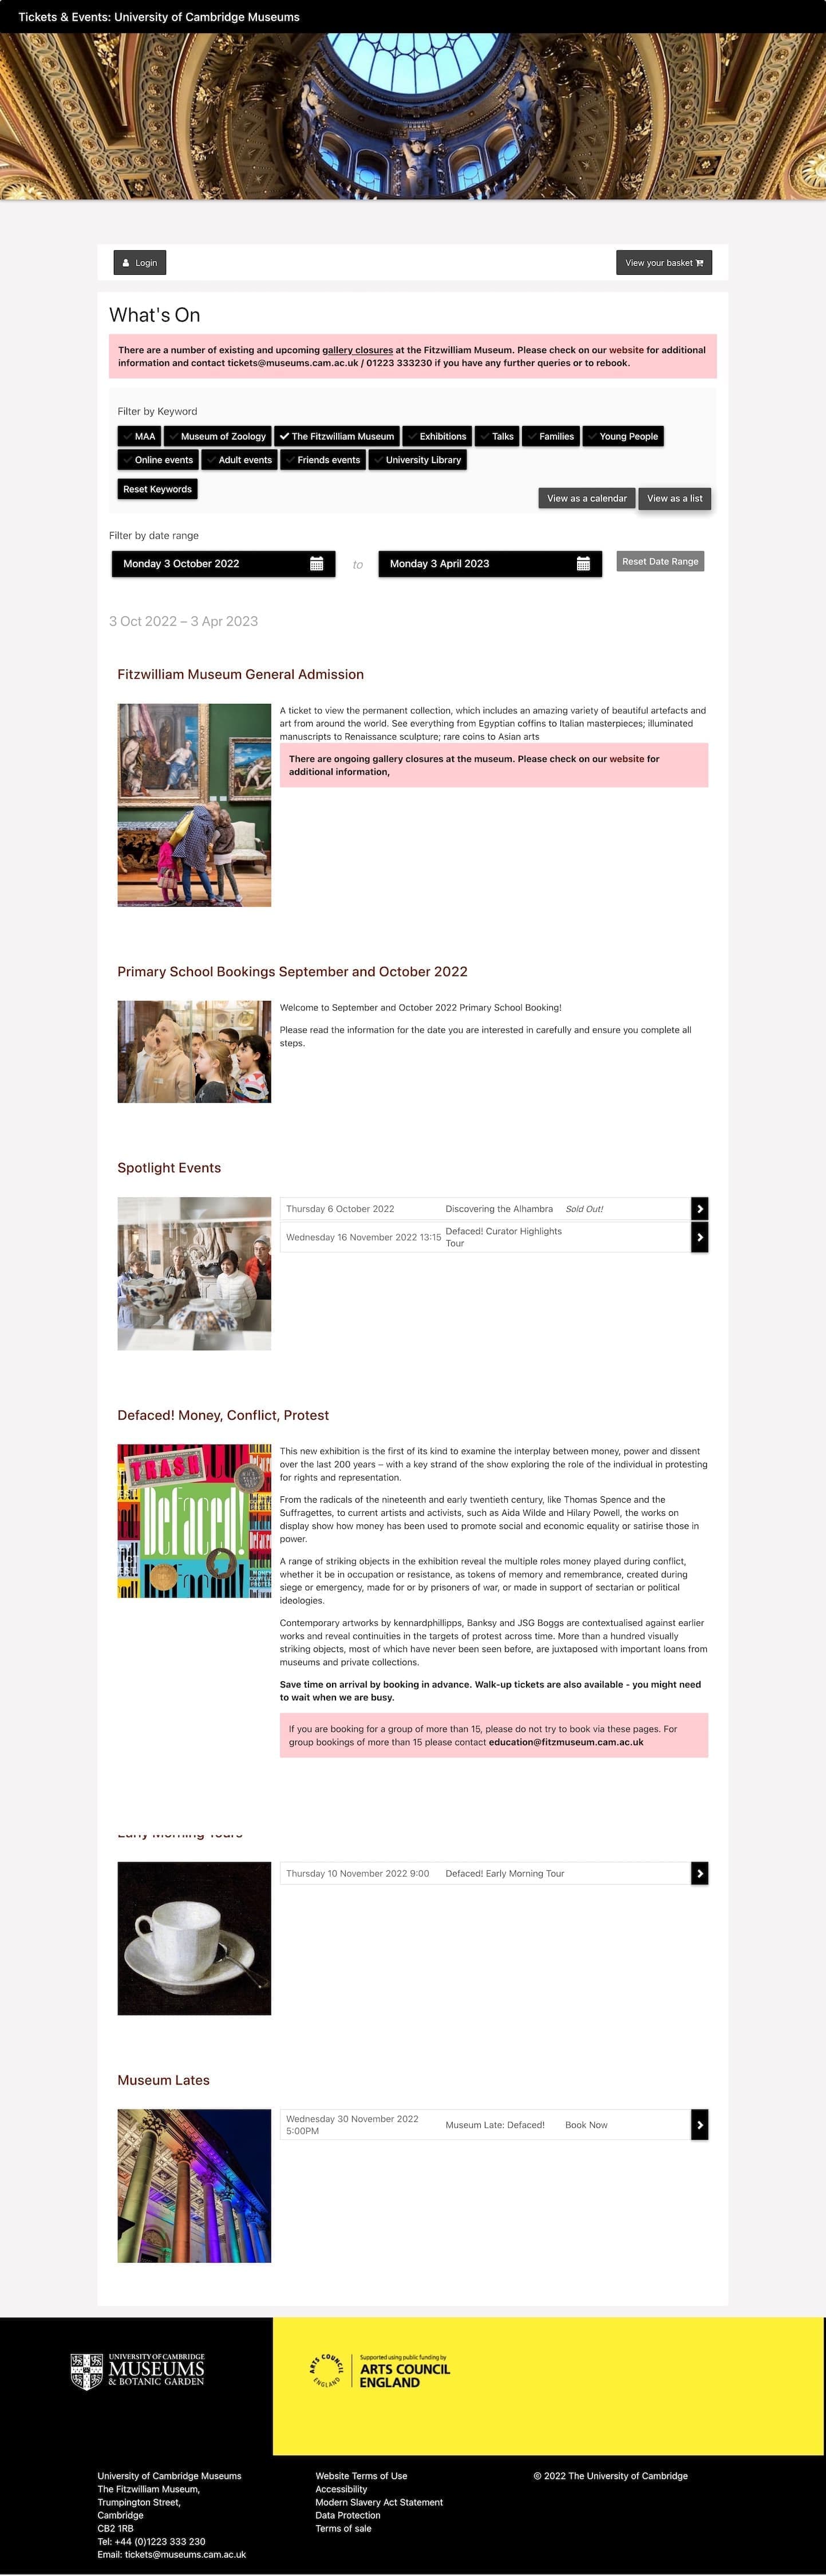 Tickets & Events: University of Cambridge Museums
Login
View your basket
What's On
There are a number of existing and upcoming gallery closures at the Fitzwilliam Museum. Please check on our website for additional
information and contact tickets@museums.cam.ac.uk / 01223 333230 if you have any further queries or to rebook.
Filter by Keyword
MAA Museum of Zoology The Fitzwilliam Museum Exhibitions Talks Families Young People
Online events Adult events Friends events University Library
Reset Keywords
View as a calendar View as a list
Filter by date range
Monday 3 October 2022 to Monday 3 April 2023 Reset Date Range
3 Oct 2022 – 3 Apr 2023
Fitzwilliam Museum General Admission
A ticket to view the permanent collection, which includes an amazing variety of beautiful artefacts and
art from around the world. See everything from Egyptian coffins to Italian masterpieces; illuminated
manuscripts to Renaissance sculpture; rare coins to Asian arts
There are ongoing gallery closures at the museum. Please check on our website for
additional information,
Primary School Bookings September and October 2022
Welcome to September and October 2022 Primary School Booking!
Please read the information for the date you are interested in carefully and ensure you complete all
steps.
Spotlight Events
Thursday 6 October 2022 Discovering the Alhambra Sold Out!
Wednesday 16 November 2022 13:15 Defaced! Curator Highlights
Tour
Defaced! Money, Conflict, Protest
TRASH
Defaced!
This new exhibition is the first of its kind to examine the interplay between money, power and dissent
over the last 200 years – with a key strand of the show exploring the role of the individual in protesting
for rights and representation.
From the radicals of the nineteenth and early twentieth century, like Thomas Spence and the
Suffragettes, to current artists and activists, such as Aida Wilde and Hilary Powell, the works on
display show how money has been used to promote social and economic equality or satirise those in
power.
A range of striking objects in the exhibition reveal the multiple roles money played during conflict,
whether it be in occupation or resistance, as tokens of memory and remembrance, created during
siege or emergency, made for or by prisoners of war, or made in support of sectarian or political
ideologies.
Contemporary artworks by kennardphillipps, Banksy and JSG Boggs are contextualised against earlier
works and reveal continuities in the targets of protest across time. More than a hundred visually
striking objects, most of which have never been seen before, are juxtaposed with important loans from
museums and private collections.
Save time on arrival by booking in advance. Walk-up tickets are also available - you might need
to wait when we are busy.
If you are booking for a group of more than 15, please do not try to book via these pages. For
group bookings of more than 15 please contact education@fitzmuseum.cam.ac.uk
Early Morning Tours
Thursday 10 November 2022 9:00 Defaced! Early Morning Tour
Museum Lates
Wednesday 30 November 2022
5:00PM
Museum Late: Defaced! Book Now
UNIVERSITY OF CAMBRIDGE
MUSEUMS
& BOTANIC GARDEN
ARTS COUNCIL
ENGLAND
Supported using public funding by
ARTS COUNCIL
ENGLAND
University of Cambridge Museums
The Fitzwilliam Museum,
Trumpington Street,
Cambridge
CB2 1RB
Tel: +44 (0)1223 333 230
Email: tickets@museums.cam.ac.uk
Website Terms of Use
Accessibility
Modern Slavery Act Statement
Data Protection
Terms of sale
© 2022 The University of Cambridge